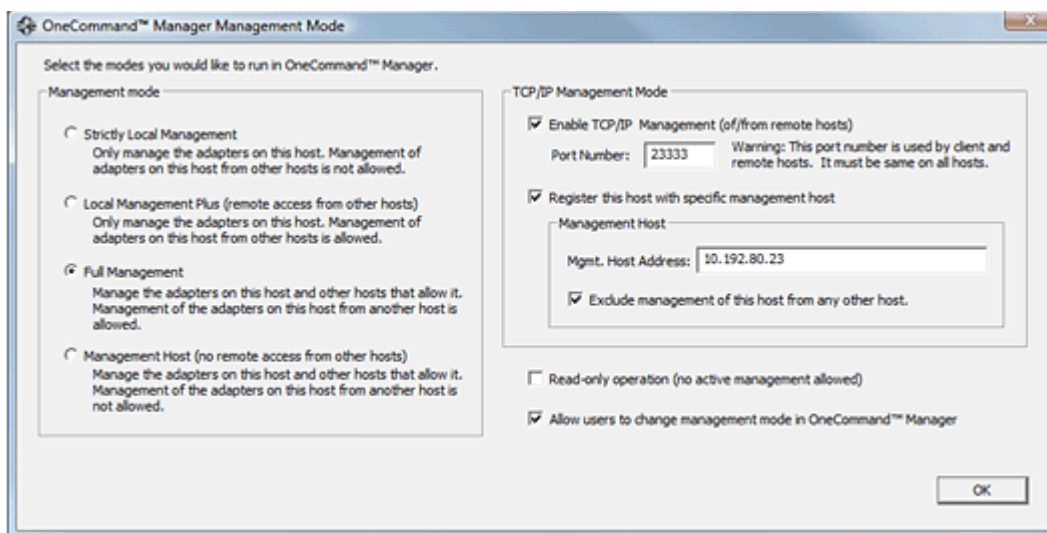 OneCommand™ Manager Management Mode
Select the modes you would like to run in OneCommand™ Manager.
Management mode
Strictly Local Management
Only manage the adapters on this host. Management of
adapters on this host from other hosts is not allowed.
Local Management Plus (remote access from other hosts)
Only manage the adapters on this host. Management of
adapters on this host from other hosts is allowed.
Full Management
Manage the adapters on this host and other hosts that allow it.
Management of the adapters on this host from another host is
allowed.
Management Host (no remote access from other hosts)
Manage the adapters on this host and other hosts that allow it.
Management of the adapters on this host from another host is
not allowed.
TCP/IP Management Mode
Enable TCP/IP Management (of/from remote hosts)
Port Number: 23333 Warning: This port number is used by client and
remote hosts. It must be same on all hosts.
Register this host with specific management host
Management Host
Mgmt. Host Address: 10.192.80.23
Exclude management of this host from any other host.
Read-only operation (no active management allowed)
Allow users to change management mode in OneCommand™ Manager
OK